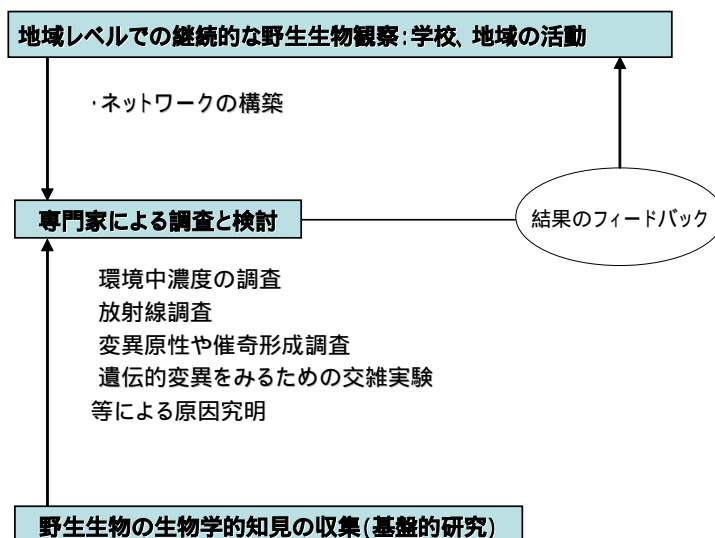 地域レベルでの継続的な野生生物観察:学校、地域の活動
・ネットワークの構築
専門家による調査と検討
結果のフィードバック
環境中濃度の調査
放射線調査
変異原性や催奇形成調査
遺伝的変異をみるための交雑実験
等による原因究明
野生生物の生物学的知見の収集(基盤的研究)